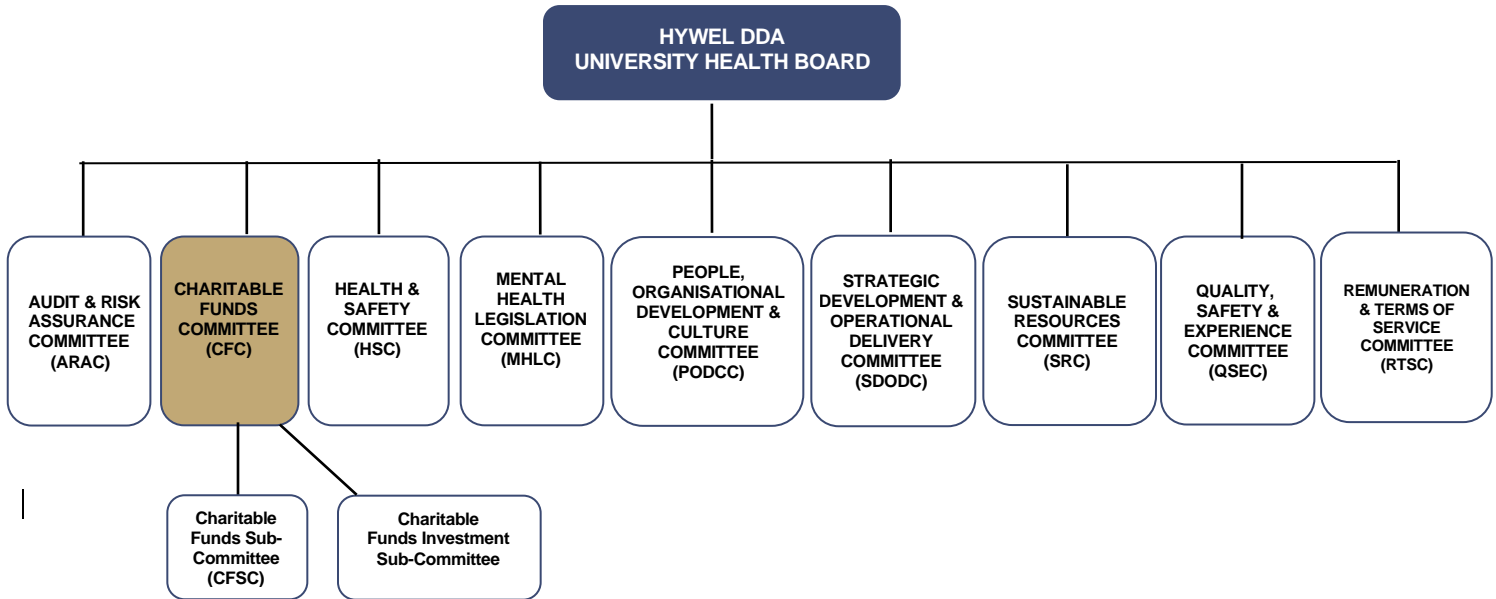 HYWEL DDA
UNIVERSITY HEALTH BOARD
AUDIT & RISK
ASSURANCE
COMMITTEE
(ARAC)
CHARITABLE
FUNDS
COMMITTEE
(CFC)
HEALTH &
SAFETY
COMMITTEE
(HSC)
MENTAL
HEALTH
LEGISLATION
COMMITTEE
(MHLC)
PEOPLE,
ORGANISATIONAL
DEVELOPMENT &
CULTURE
COMMITTEE
(PODCC)
STRATEGIC
DEVELOPMENT &
OPERATIONAL
DELIVERY
COMMITTEE
(SDODC)
SUSTAINABLE
RESOURCES
COMMITTEE
(SRC)
QUALITY,
SAFETY &
EXPERIENCE
COMMITTEE
(QSEC)
REMUNERATION
& TERMS OF
SERVICE
COMMITTEE
(RTSC)
Charitable
Funds Sub-
Committee
(CFSC)
Charitable
Funds Investment
Sub-Committee